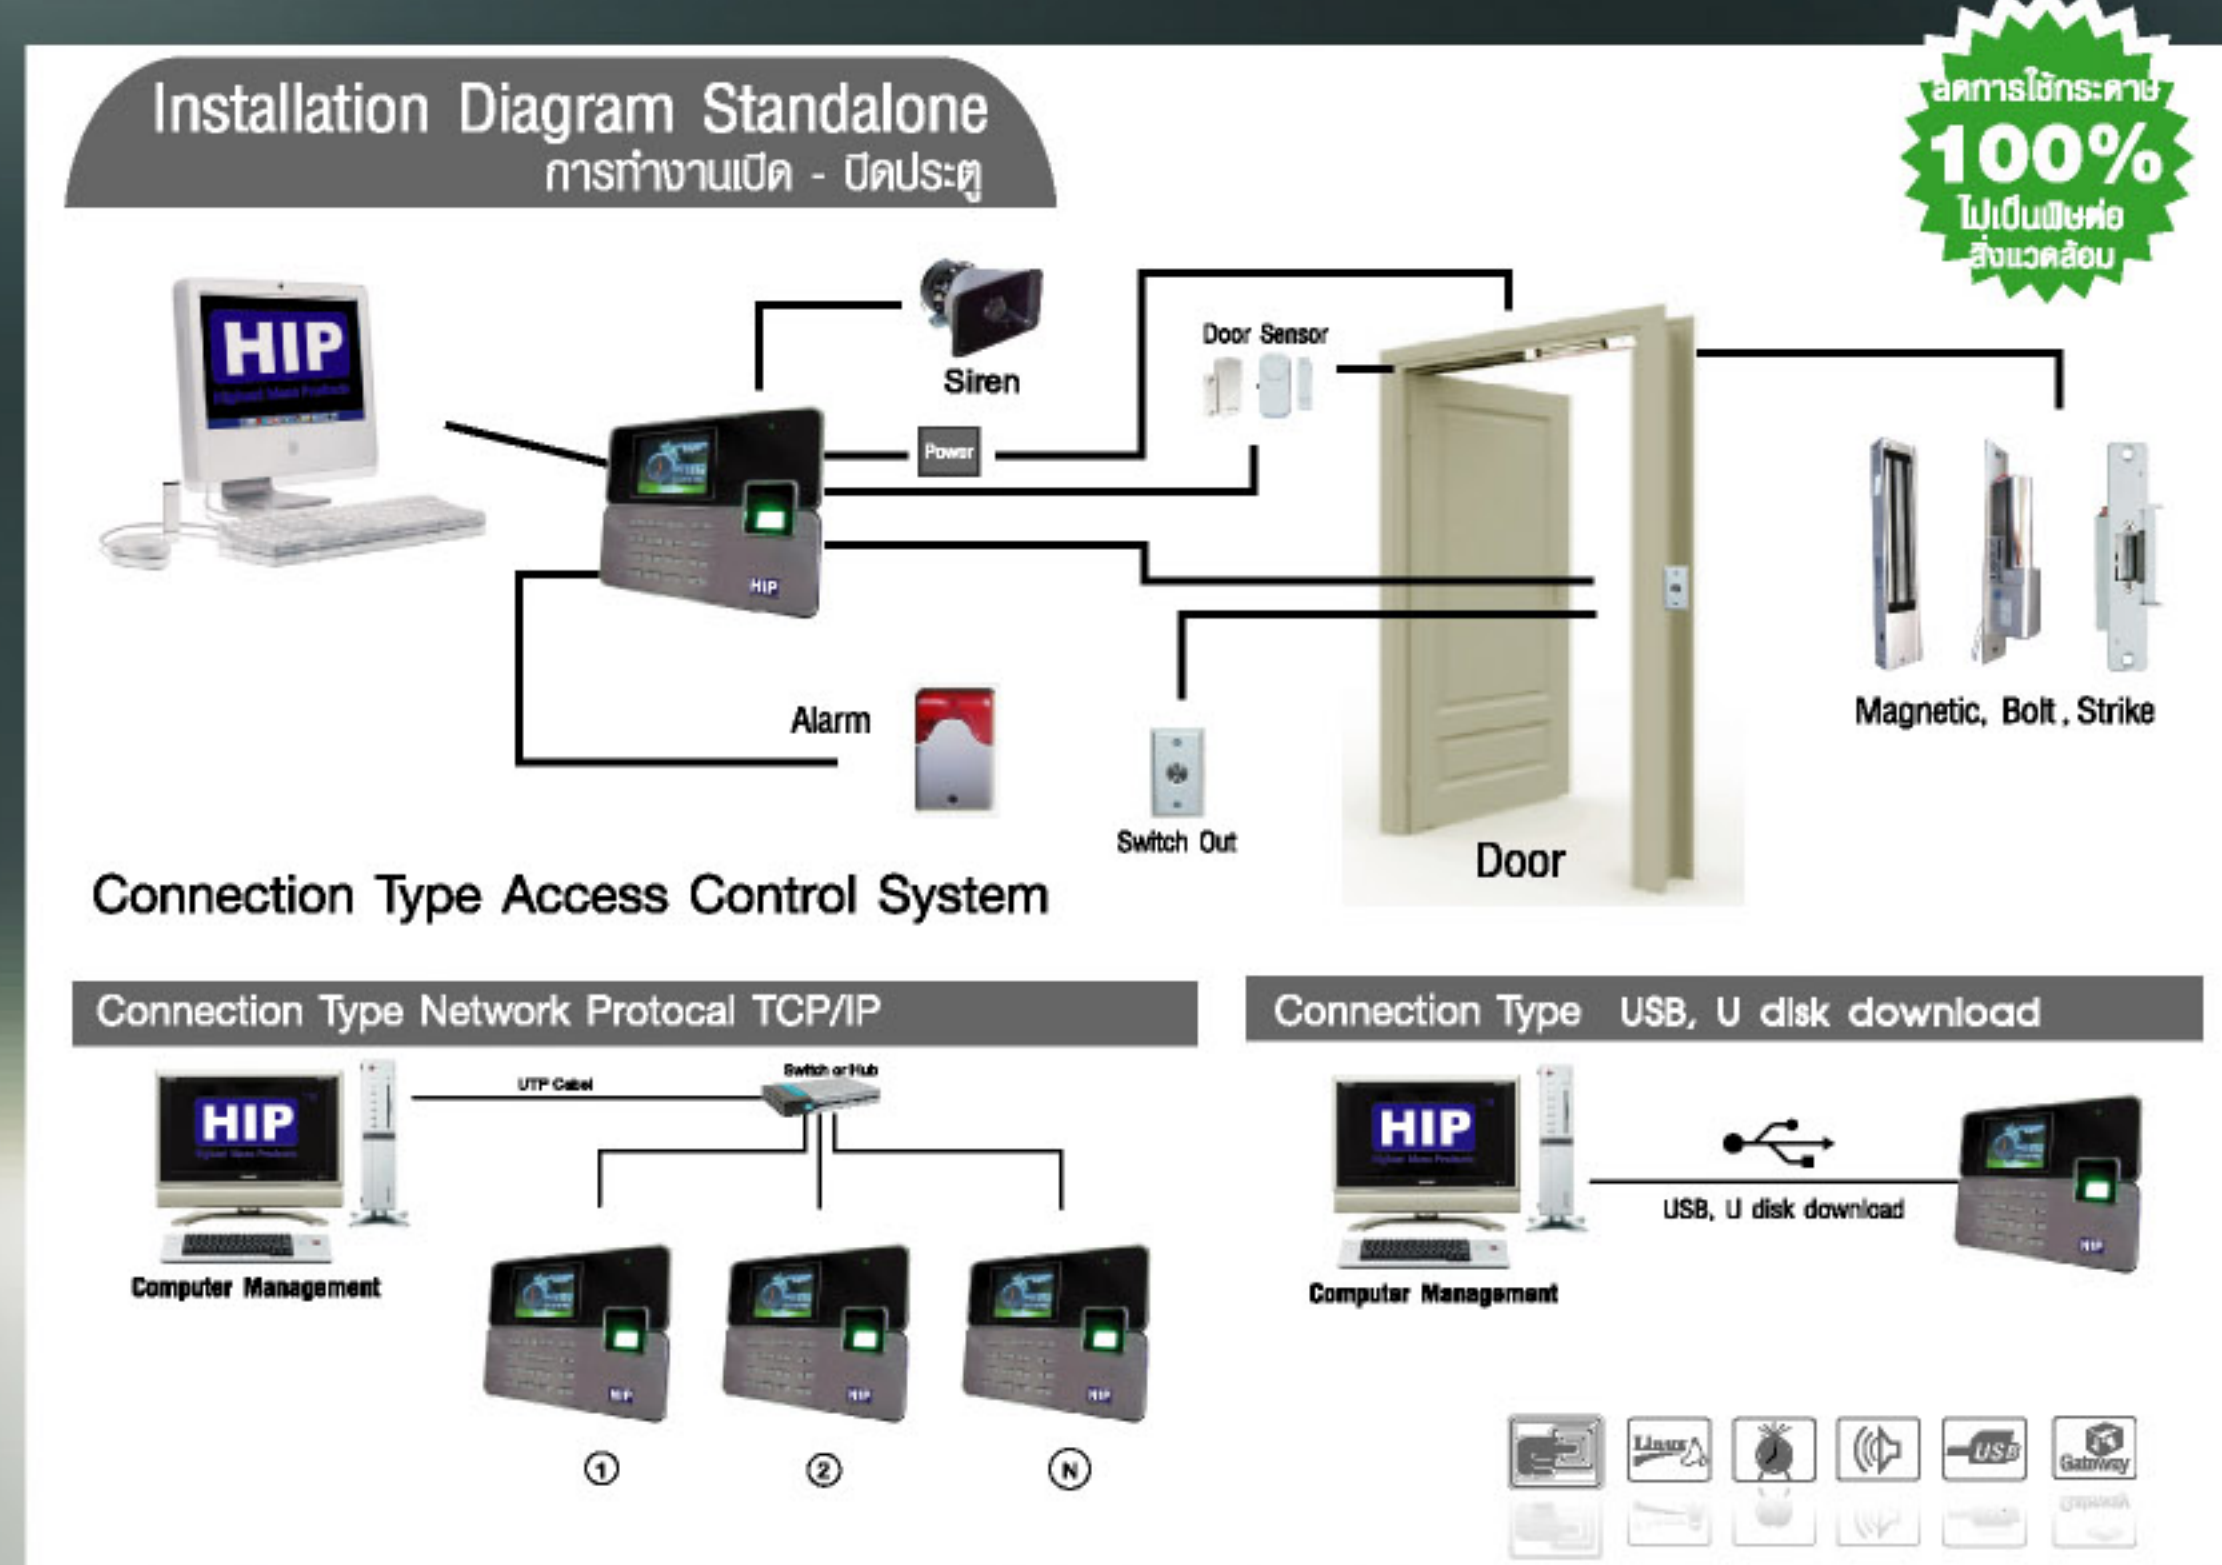 Installation Diagram Standalone
การทำงานเปิด - ปิดประตู
ลดการใช้กระดาษ
100%
ไม่เป็นพิษต่อ
สิ่งแวดล้อม
HIP
Siren
Door Sensor
Power
HIP
Alarm
Switch Out
Door
Magnetic, Bolt, Strike
Connection Type Access Control System
Connection Type Network Protocal TCP/IP
HIP
UTP Cabel
Switch or Hub
Computer Management
HIP
HIP
HIP
1
2
N
Connection Type USB, U disk download
HIP
USB, U disk download
HIP
Computer Management
Linux
USB
Gateway